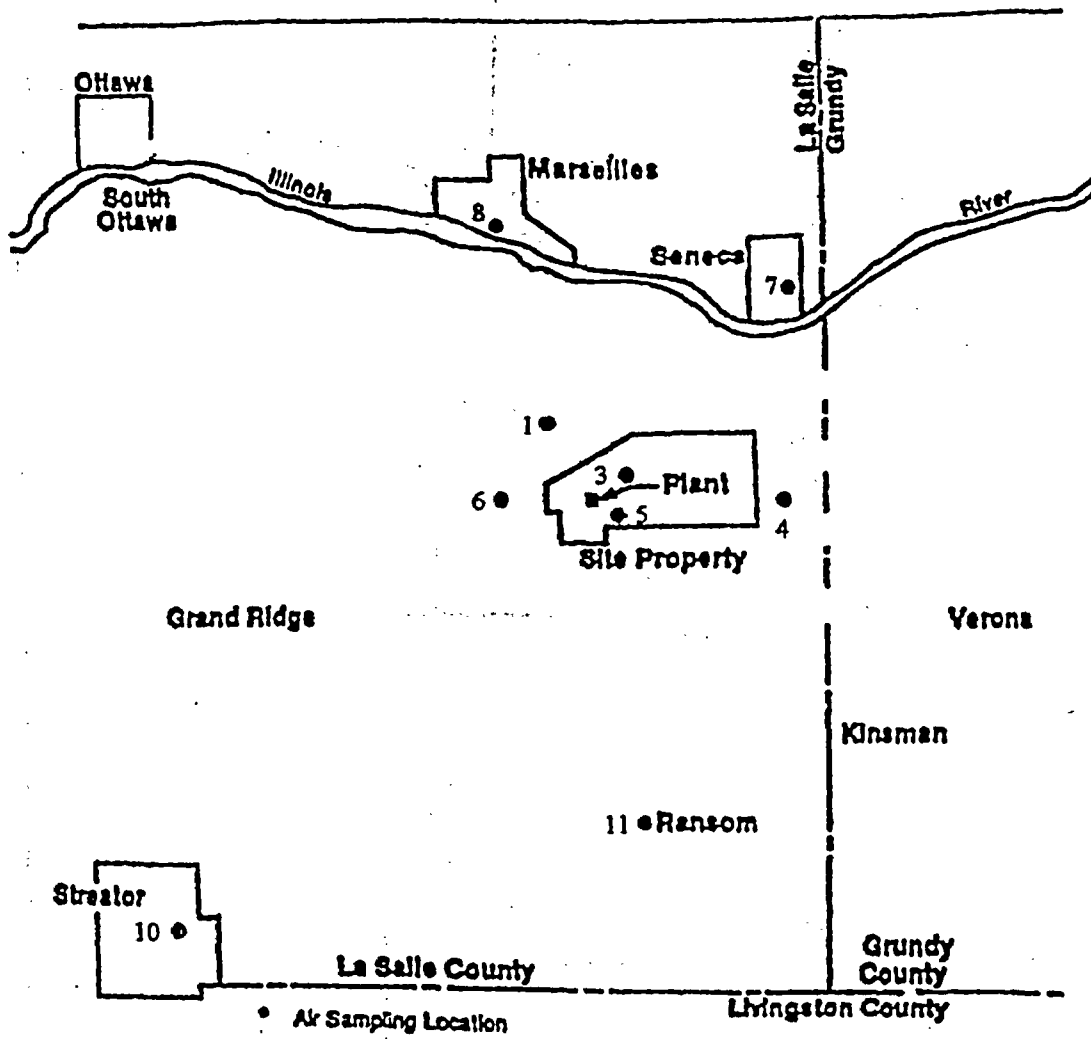 Ottawa
La Salle
Grundy
Marseilles
Illinois
South
Ottawa
River
8
Seneca
7
1
3
Plant
6
5
4
Site Property
Grand Ridge
Verona
Kinsman
11 Ransom
Streator
10
Grundy
County
La Salle County
Livingston County
Air Sampling Location